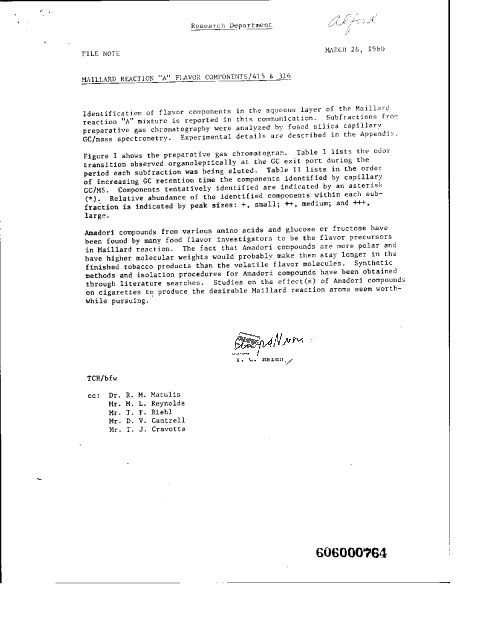 Research Department
Alford
FILE NOTE
MARCH 28, 1980
MAILLARD REACTION "A" FLAVOR COMPONENTS/415 & 316
Identification of flavor components in the aqueous layer of the Maillard
reaction "A" mixture is reported in this communication. Subfractions from
preparative gas chromatography were analyzed by fused silica capillary
GC/mass spectrometry. Experimental details are described in the Appendix.
Figure 1 shows the preparative gas chromatogram. Table I lists the odor
transition observed organoleptically at the GC exit port during the
period each subfraction was being eluted. Table II lists in the order
of increasing GC retention time the components identified by capillary
GC/MS. Components tentatively identified are indicated by an asterisk
(*). Relative abundance of the identified components within each sub-
fraction is indicated by peak sizes: +, small; ++, medium; and +++,
large.
Amadori compounds from various amino acids and glucose or fructose have
been found by many food flavor investigators to be the flavor precursors
in Maillard reaction. The fact that Amadori compounds are more polar and
have higher molecular weights would probably make them stay longer in the
finished tobacco products than the volatile flavor molecules. Synthetic
methods and isolation procedures for Amadori compounds have been obtained
through literature searches. Studies on the effect(s) of Amadori compounds
on cigarettes to produce the desirable Maillard reaction aroma seem worth-
while pursuing.
T. C. Hsieh
TCH/bfw
cc: Dr. R. M. Matulis
Mr. M. L. Reynolds
Mr. T. F. Riehl
Mr. D. V. Cantrell
Mr. T. J. Cravotta
606000764